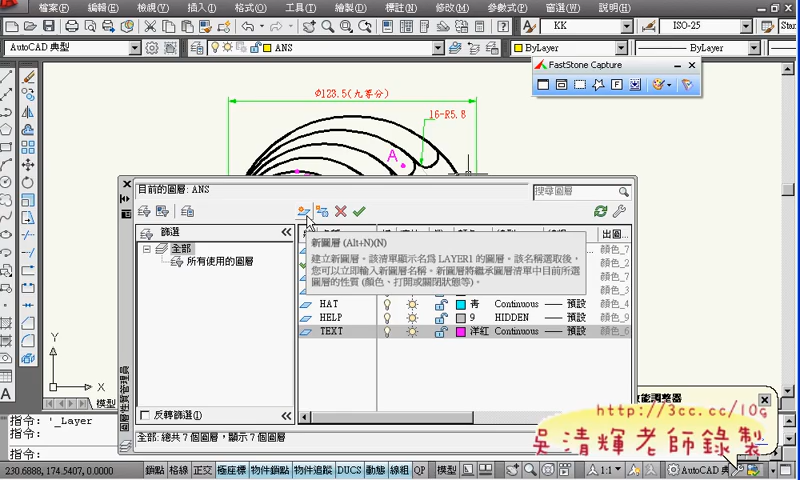 檔案(F) 編輯(E) 檢視(V) 插入(I) 格式(O) 工具(T) 繪製(D) 標註(N) 修改(M) 參數式(P) 視窗(W) 說明(H)
KK ISO-25
AutoCAD 典型 ANS ByLayer ByLayer
FastStone Capture
Ø123.5(九等分)
16-R5.8
A
目前的圖層: ANS 搜尋圖層
篩選
全部
所有使用的圖層
出圖...
新圖層 (Alt+N)(N)
建立新圖層。該清單顯示名為 LAYER1 的圖層。該名稱選取後，
您可以立即輸入新圖層名稱。新圖層將繼承圖層清單中目前所選
圖層的性質 (顏色、打開或關閉狀態等)。
顏色_7
顏色_7
顏色_2
HAT 青 Continuous 預設 顏色_4
HELP 9 HIDDEN 預設 顏色_9
TEXT 洋紅 Continuous 預設 顏色_6
反轉篩選(I)
全部: 總共 7 個圖層，顯示 7 個圖層
圖層性質管理員
Y
X
模型
效能調整器
http://3cc.cc/10g
吳清輝老師錄製
指令: '_Layer
指令:
指令:
230.6888, 174.5407, 0.0000 鎖點 格線 正交 極座標 物件鎖點 物件追蹤 DUCS 動態 線粗 QP 模型 1:1 AutoCAD 典型